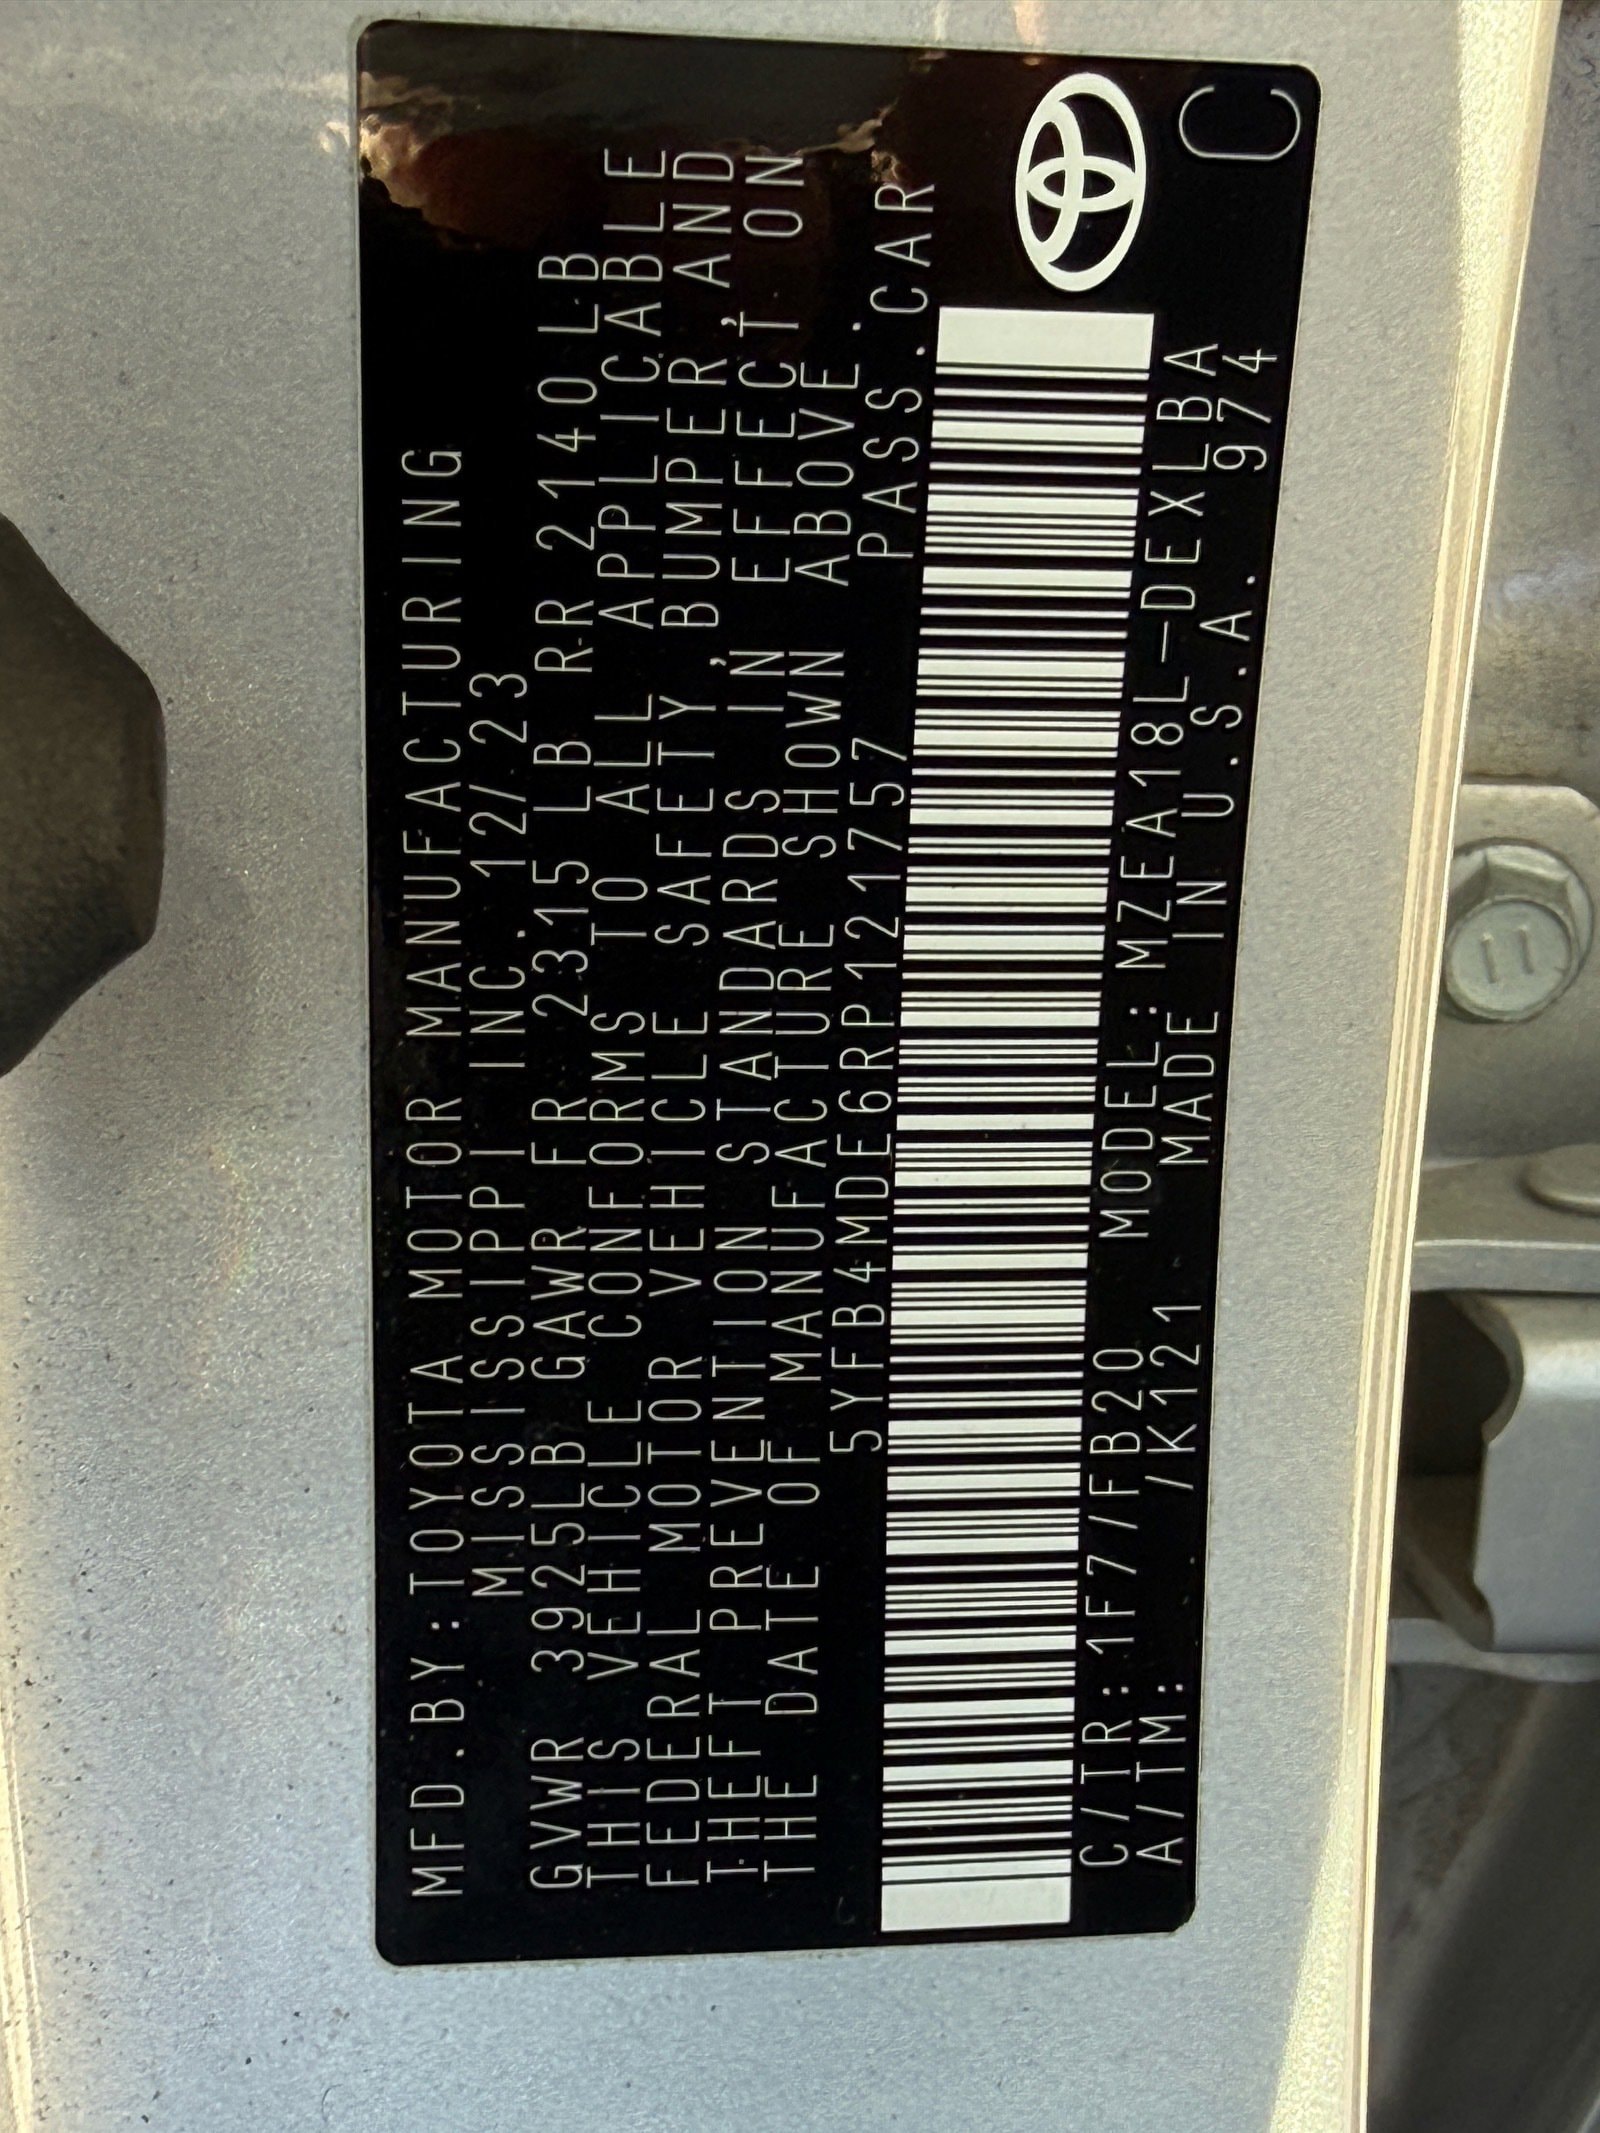 MFD.BY:TOYOTA MOTOR MANUFACTURING
MISSISSIPPI INC.12/23
GVWR 3925LB GAWR FR 2315 LB RR 2140 LB
THIS VEHICLE CONFORMS TO ALL APPLICABLE
FEDERAL MOTOR VEHICLE SAFETY, BUMPER, AND
THEFT PREVENTION STANDARDS IN EFFECT ON
THE DATE OF MANUFACTURE SHOWN ABOVE.
5YFB4MDE6RP121757 PASS.CAR
C/TR:1F7/FB20 MODEL:MZEA18L-DEXLBA
A/TM: /K121 MADE IN U.S.A. 974
C